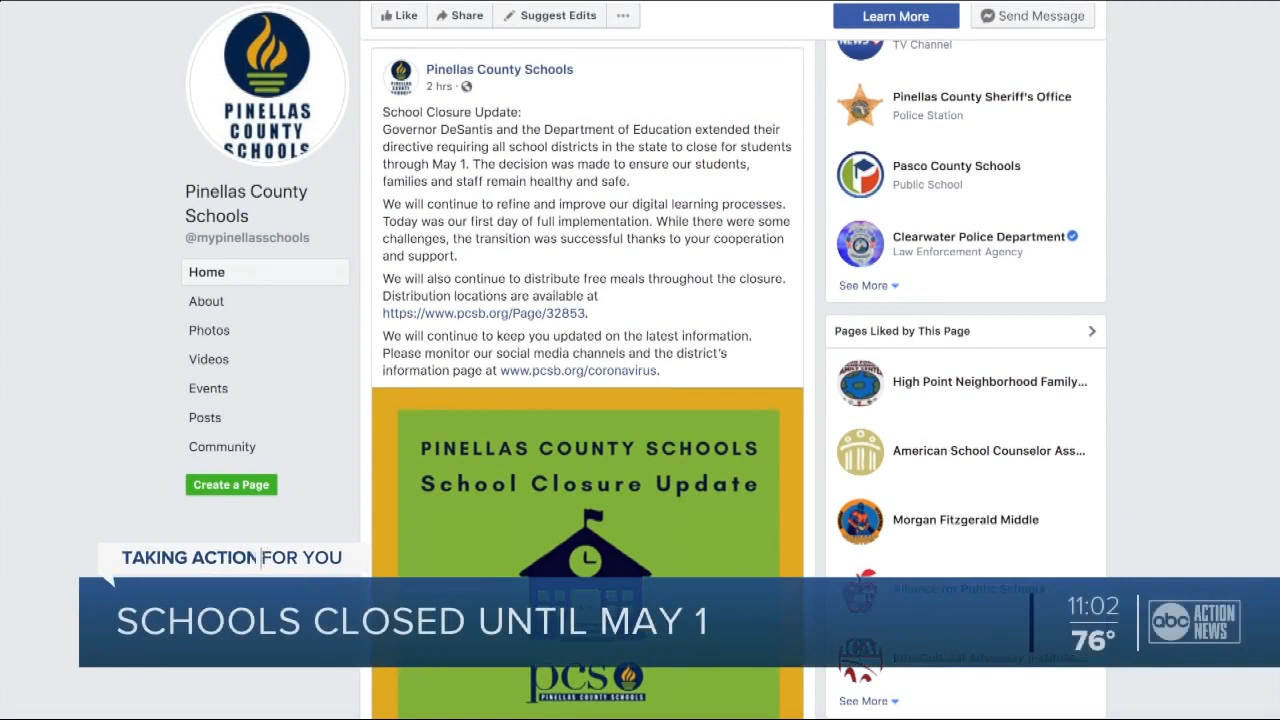 PINELLAS
COUNTY
SCHOOLS
Pinellas County
Schools
@mypinellasschools
Home
About
Photos
Videos
Events
Posts
Community
Create a Page
Like
Share
Suggest Edits
Learn More
Send Message
Pinellas County Schools
2 hrs ·
School Closure Update:
Governor DeSantis and the Department of Education extended their
directive requiring all school districts in the state to close for students
through May 1. The decision was made to ensure our students,
families and staff remain healthy and safe.
We will continue to refine and improve our digital learning processes.
Today was our first day of full implementation. While there were some
challenges, the transition was successful thanks to your cooperation
and support.
We will also continue to distribute free meals throughout the closure.
Distribution locations are available at
https://www.pcsb.org/Page/32853.
We will continue to keep you updated on the latest information.
Please monitor our social media channels and the district's
information page at www.pcsb.org/coronavirus.
PINELLAS COUNTY SCHOOLS
School Closure Update
pcs
PINELLAS COUNTY SCHOOLS
NEWS
TV Channel
Pinellas County Sheriff's Office
Police Station
Pasco County Schools
Public School
Clearwater Police Department
Law Enforcement Agency
See More
Pages Liked by This Page
High Point Neighborhood Family...
American School Counselor Ass...
Morgan Fitzgerald Middle
Alliance for Public Schools
See More
TAKING ACTION FOR YOU
SCHOOLS CLOSED UNTIL MAY 1
11:02
76°
abc ACTION
NEWS